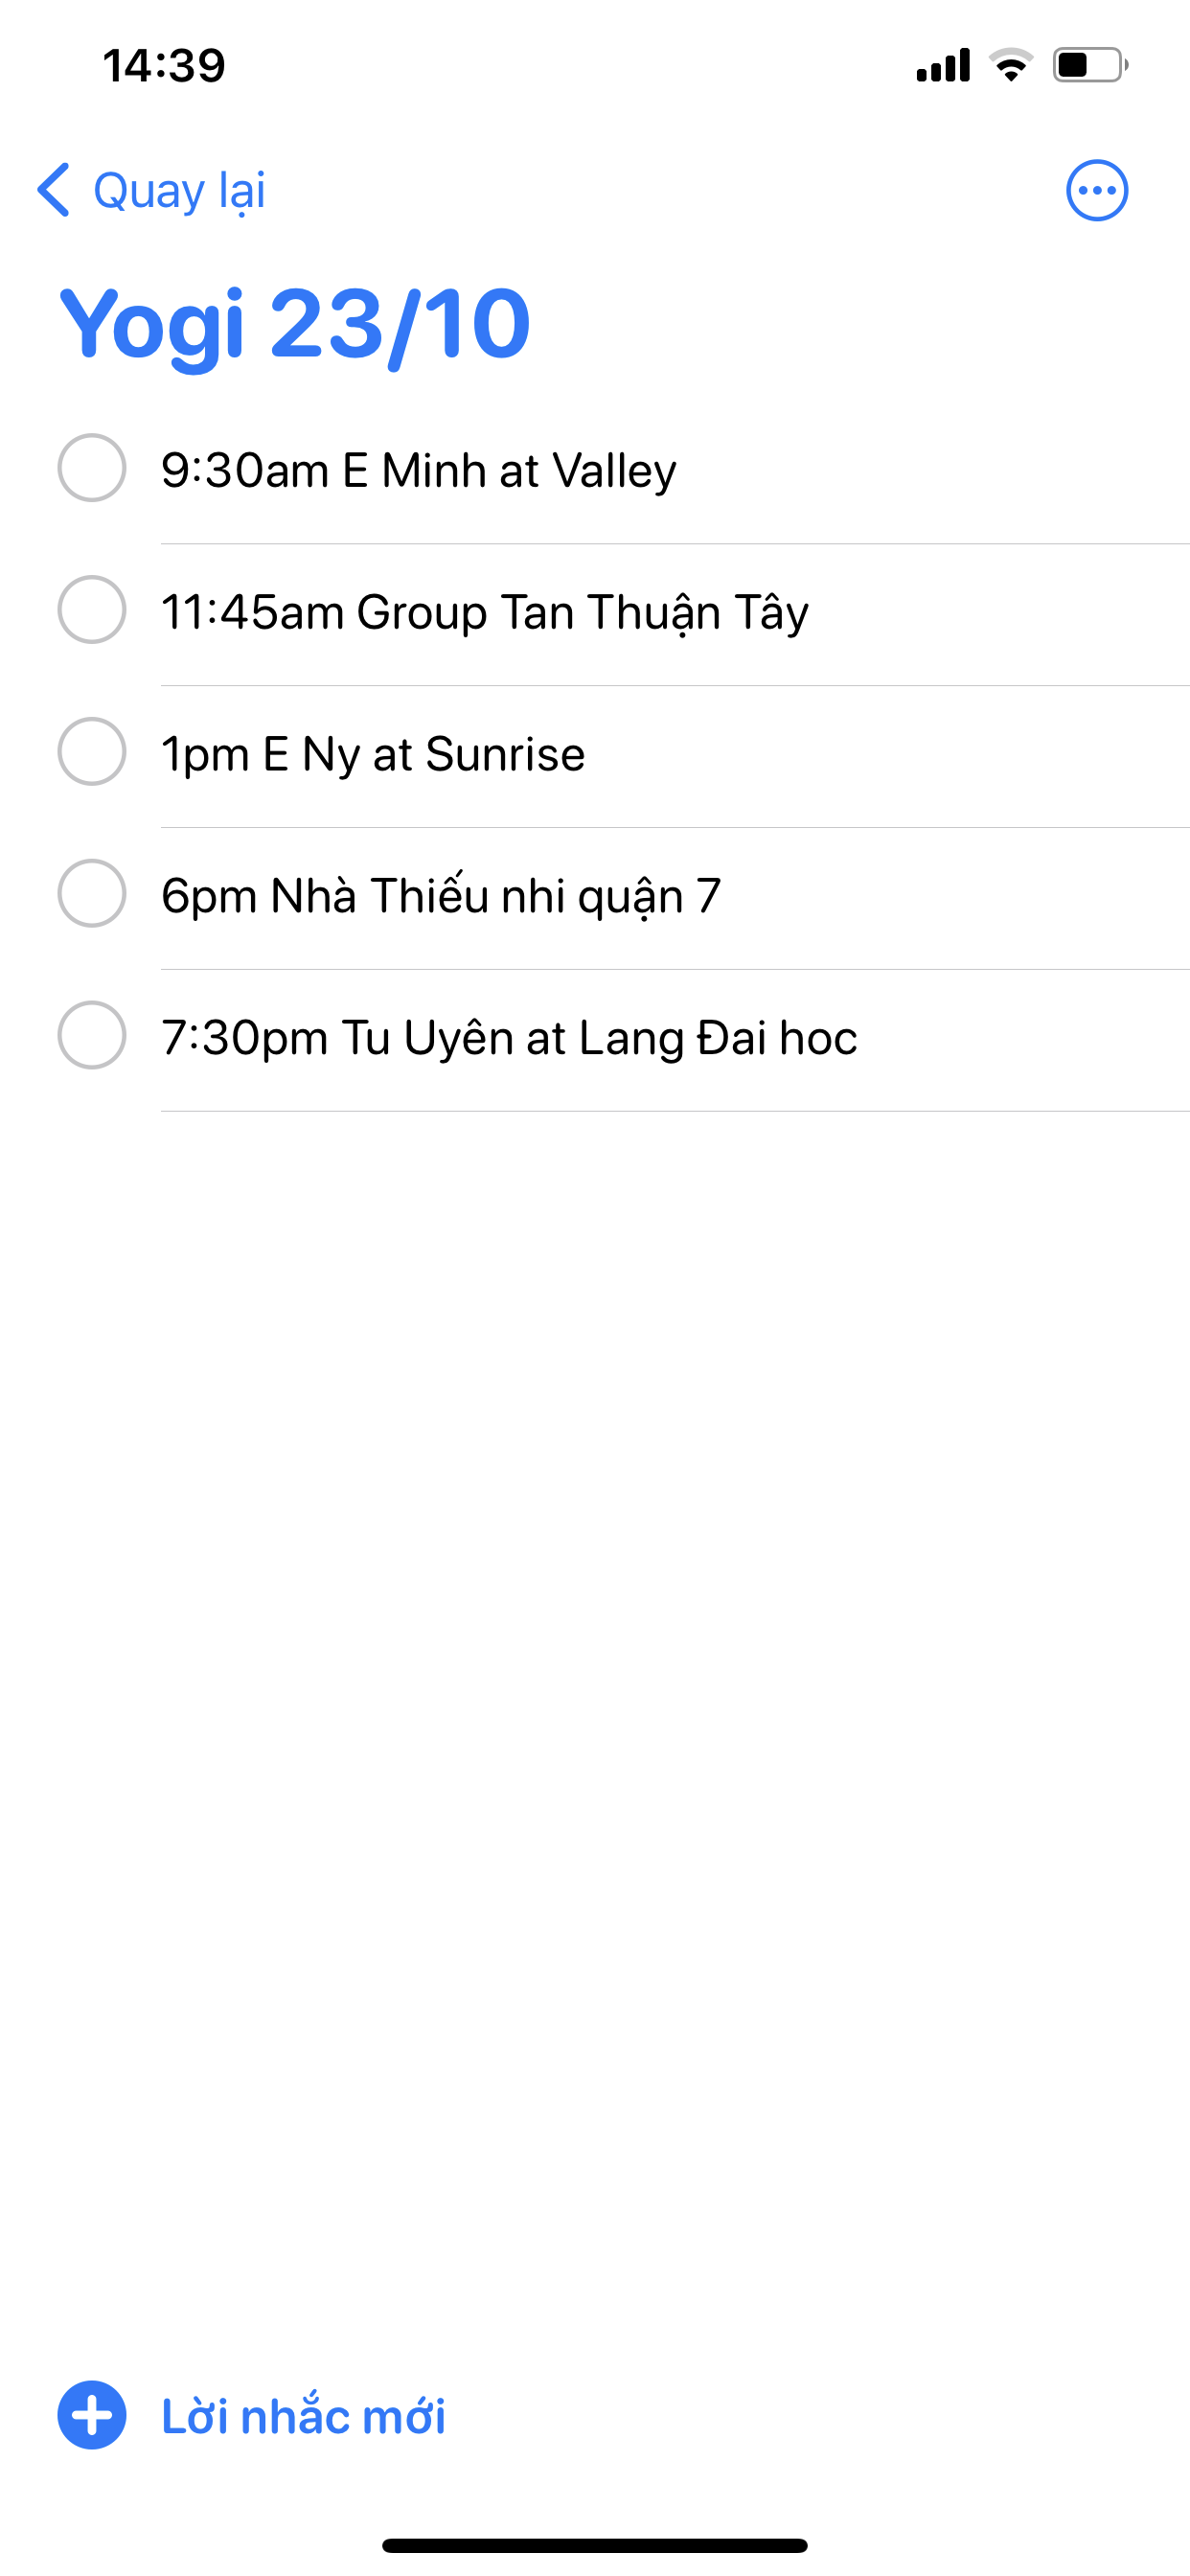 14:39
Quay lại
Yogi 23/10
9:30am E Minh at Valley
11:45am Group Tan Thuận Tây
1pm E Ny at Sunrise
6pm Nhà Thiếu nhi quận 7
7:30pm Tu Uyên at Lang Đai hoc
Lời nhắc mới